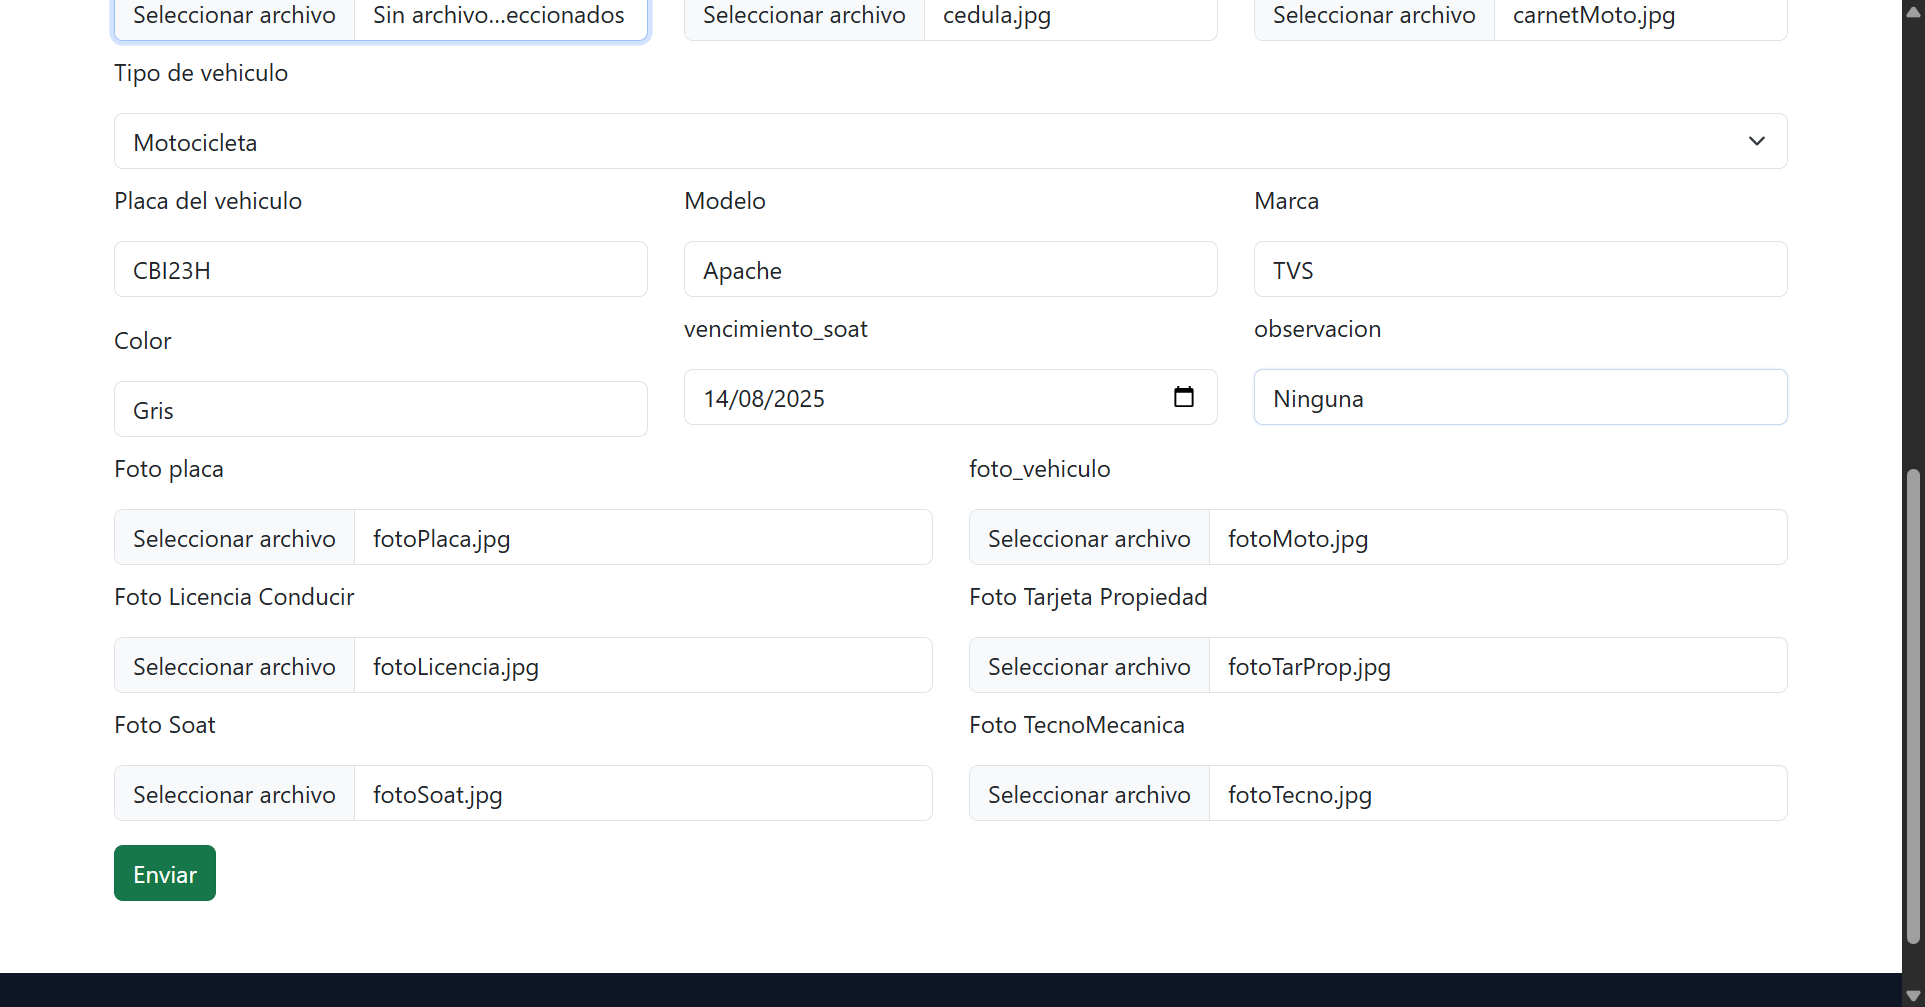 Seleccionar archivo Sin archivo...eccionados Seleccionar archivo cedula.jpg Seleccionar archivo carnetMoto.jpg
Tipo de vehiculo
Motocicleta
Placa del vehiculo Modelo Marca
CBI23H Apache TVS
Color vencimiento_soat observacion
Gris 14/08/2025 Ninguna
Foto placa foto_vehiculo
Seleccionar archivo fotoPlaca.jpg Seleccionar archivo fotoMoto.jpg
Foto Licencia Conducir Foto Tarjeta Propiedad
Seleccionar archivo fotoLicencia.jpg Seleccionar archivo fotoTarProp.jpg
Foto Soat Foto TecnoMecanica
Seleccionar archivo fotoSoat.jpg Seleccionar archivo fotoTecno.jpg
Enviar